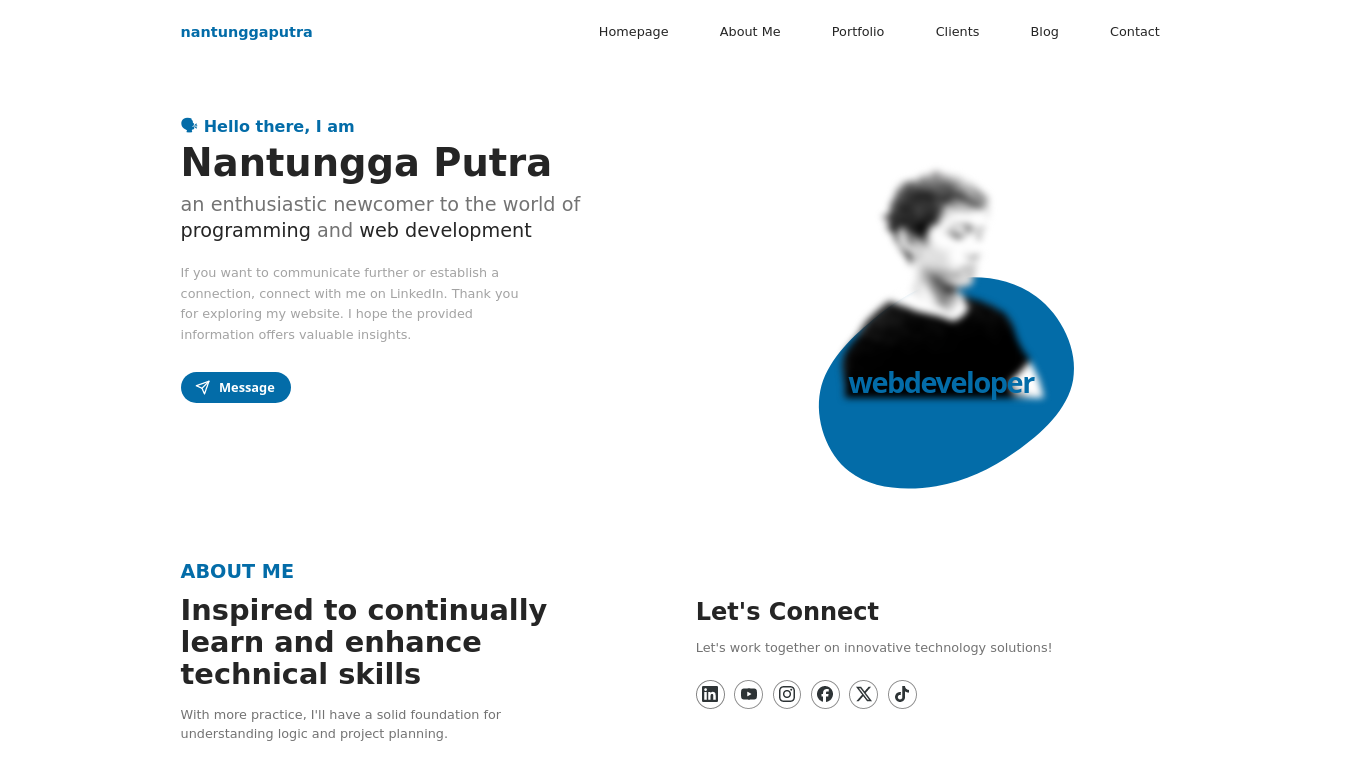 nantunggaputra
Homepage
About Me
Portfolio
Clients
Blog
Contact
🗣 Hello there, I am
Nantungga Putra
an enthusiastic newcomer to the world of
programming and web development
If you want to communicate further or establish a
connection, connect with me on LinkedIn. Thank you
for exploring my website. I hope the provided
information offers valuable insights.
Message
webdeveloper
ABOUT ME
Inspired to continually
learn and enhance
technical skills
With more practice, I'll have a solid foundation for
understanding logic and project planning.
Let's Connect
Let's work together on innovative technology solutions!